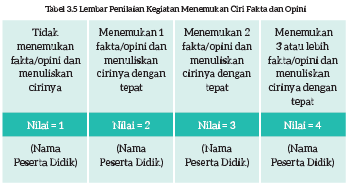 Tabel 3.5 Lembar Penilaian Kegiatan Menemukan Ciri Fakta dan Opini
Tidak
menemukan
fakta/opini dan
menuliskan
cirinya
Menemukan 1
fakta/opini dan
menuliskan
cirinya dengan
tepat
Menemukan 2
fakta/opini dan
menuliskan
cirinya dengan
tepat
Menemukan
3 atau lebih
fakta/opini dan
menuliskan
cirinya dengan
tepat
Nilai = 1
Nilai = 2
Nilai = 3
Nilai = 4
(Nama
Peserta Didik)
(Nama
Peserta Didik)
(Nama
Peserta Didik)
(Nama
Peserta Didik)